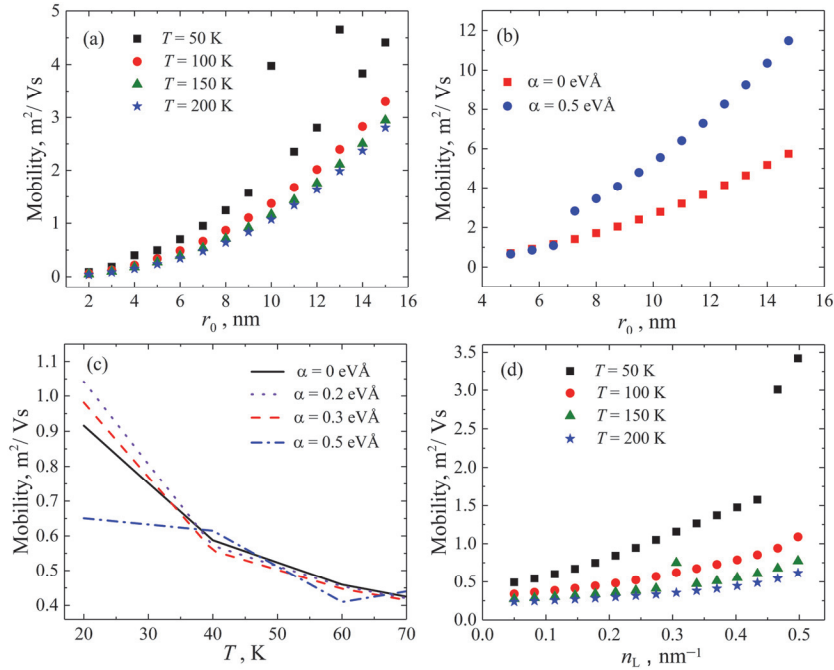 (a)
T = 50 K
T = 100 K
T = 150 K
T = 200 K
5
4
3
2
1
0
Mobility, m²/ Vs
2 4 6 8 10 12 14 16
r₀ , nm
(b)
α = 0 eVÅ
α = 0.5 eVÅ
12
10
8
6
4
2
0
Mobility, m²/ Vs
4 6 8 10 12 14 16
r₀ , nm
(c)
α = 0 eVÅ
α = 0.2 eVÅ
α = 0.3 eVÅ
α = 0.5 eVÅ
1.1
1.0
0.9
0.8
0.7
0.6
0.5
0.4
Mobility, m²/ Vs
20 30 40 50 60 70
T , K
(d)
T = 50 K
T = 100 K
T = 150 K
T = 200 K
3.5
3.0
2.5
2.0
1.5
1.0
0.5
0.0
Mobility, m²/ Vs
0.0 0.1 0.2 0.3 0.4 0.5
n_L , nm⁻¹